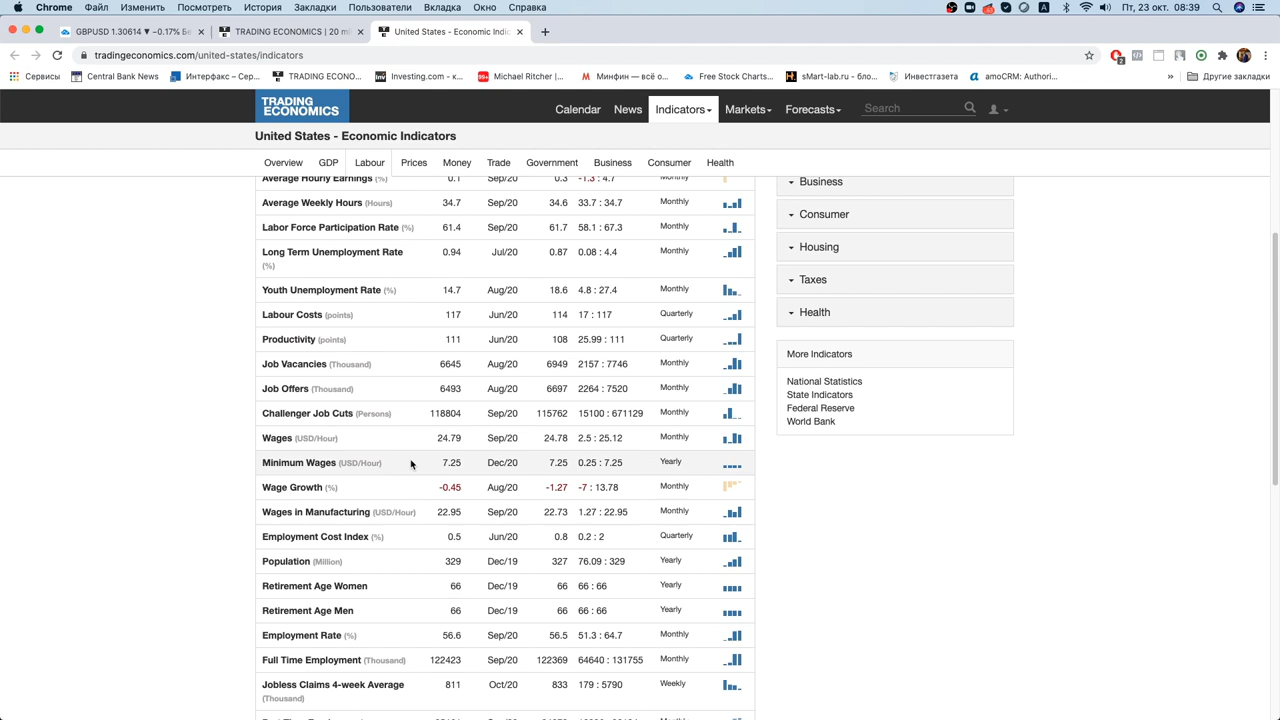 Chrome Файл Изменить Посмотреть История Закладки Пользователи Вкладка Окно Справка Пт, 23 окт. 08:39
GBPUSD 1.30614 ▼ −0.17% Бе × TRADING ECONOMICS | 20 mi × United States - Economic Indic × +
tradingeconomics.com/united-states/indicators
Сервисы Central Bank News Интерфакс – Сер... TRADING ECONO... Investing.com - к... Michael Ritcher |... Минфин — всё о... Free Stock Charts... sMart-lab.ru - бло... Инвестгазета amoCRM: Authori... » Другие закладки
TRADING ECONOMICS
Calendar News Indicators Markets Forecasts Search
United States - Economic Indicators
Overview GDP Labour Prices Money Trade Government Business Consumer Health
Average Hourly Earnings (%) 0.1 Sep/20 0.3 -1.3 : 4.7 Monthly
Average Weekly Hours (Hours) 34.7 Sep/20 34.6 33.7 : 34.7 Monthly
Labor Force Participation Rate (%) 61.4 Sep/20 61.7 58.1 : 67.3 Monthly
Long Term Unemployment Rate 0.94 Jul/20 0.87 0.08 : 4.4 Monthly
(%)
Youth Unemployment Rate (%) 14.7 Aug/20 18.6 4.8 : 27.4 Monthly
Labour Costs (points) 117 Jun/20 114 17 : 117 Quarterly
Productivity (points) 111 Jun/20 108 25.99 : 111 Quarterly
Job Vacancies (Thousand) 6645 Aug/20 6949 2157 : 7746 Monthly
Job Offers (Thousand) 6493 Aug/20 6697 2264 : 7520 Monthly
Challenger Job Cuts (Persons) 118804 Sep/20 115762 15100 : 671129 Monthly
Wages (USD/Hour) 24.79 Sep/20 24.78 2.5 : 25.12 Monthly
Minimum Wages (USD/Hour) 7.25 Dec/20 7.25 0.25 : 7.25 Yearly
Wage Growth (%) -0.45 Aug/20 -1.27 -7 : 13.78 Monthly
Wages in Manufacturing (USD/Hour) 22.95 Sep/20 22.73 1.27 : 22.95 Monthly
Employment Cost Index (%) 0.5 Jun/20 0.8 0.2 : 2 Quarterly
Population (Million) 329 Dec/19 327 76.09 : 329 Yearly
Retirement Age Women 66 Dec/19 66 66 : 66 Yearly
Retirement Age Men 66 Dec/19 66 66 : 66 Yearly
Employment Rate (%) 56.6 Sep/20 56.5 51.3 : 64.7 Monthly
Full Time Employment (Thousand) 122423 Sep/20 122369 64640 : 131755 Monthly
Jobless Claims 4-week Average 811 Oct/20 833 179 : 5790 Weekly
(Thousand)
Business
Consumer
Housing
Taxes
Health
More Indicators
National Statistics
State Indicators
Federal Reserve
World Bank